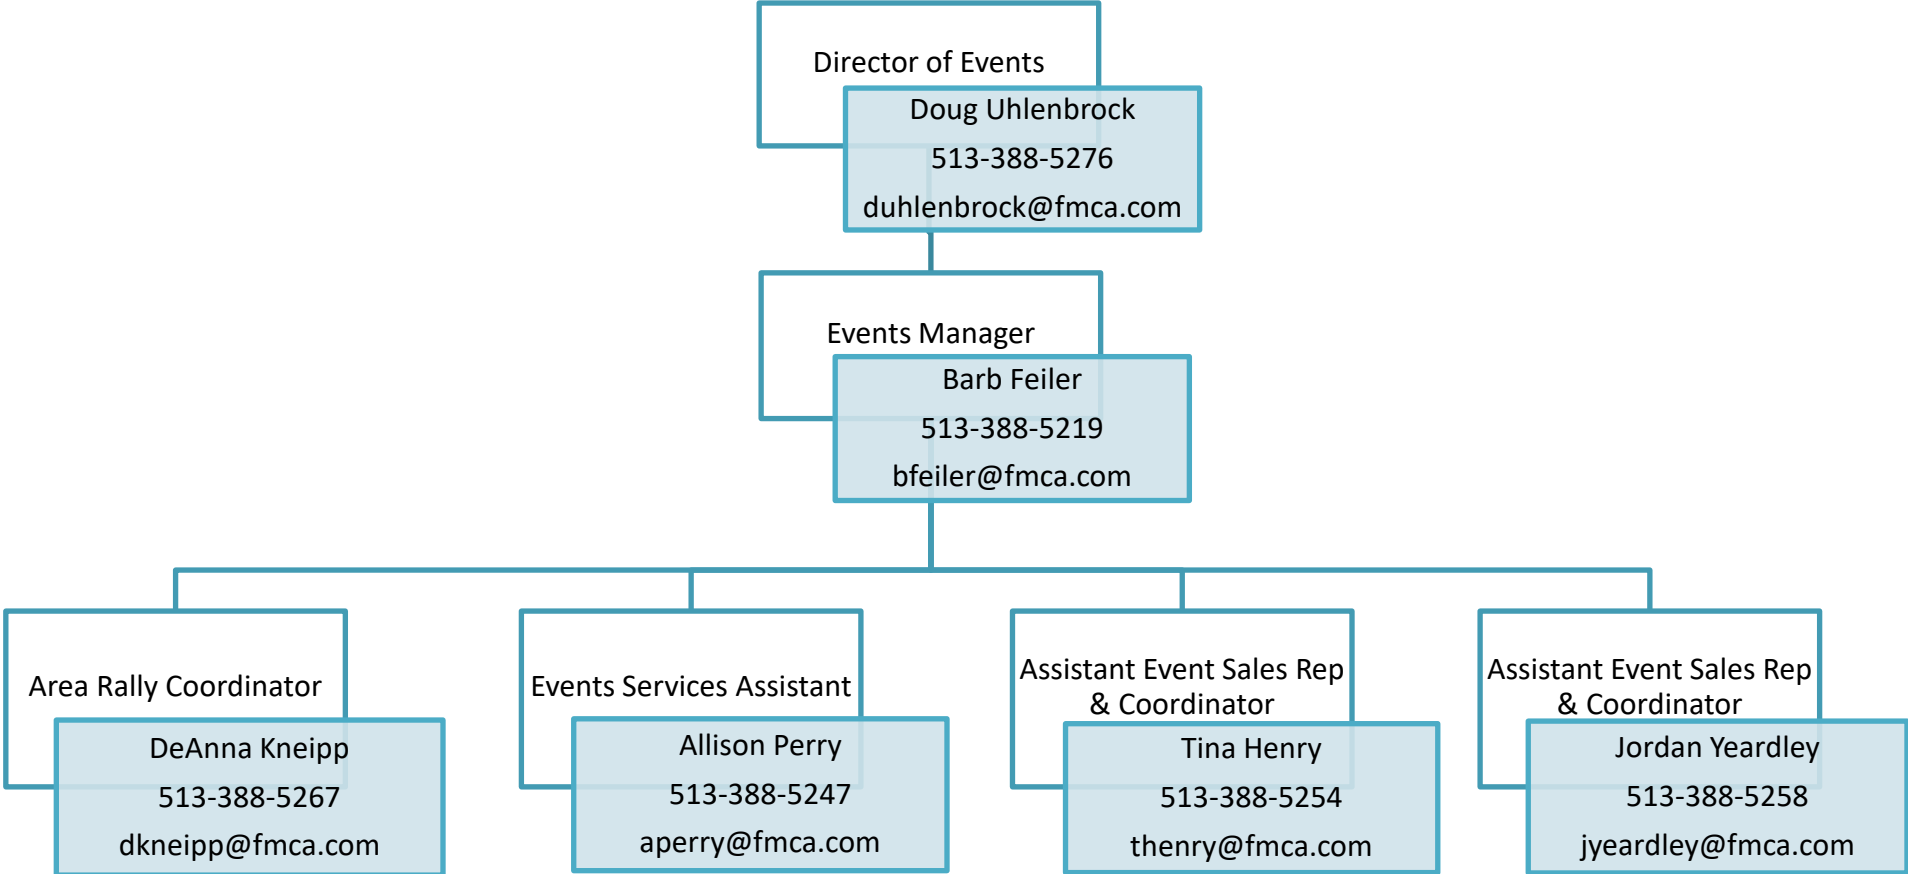 Director of Events
Doug Uhlenbrock
513-388-5276
duhlenbrock@fmca.com
Events Manager
Barb Feiler
513-388-5219
bfeiler@fmca.com
Area Rally Coordinator
DeAnna Kneipp
513-388-5267
dkneipp@fmca.com
Events Services Assistant
Allison Perry
513-388-5247
aperry@fmca.com
Assistant Event Sales Rep
& Coordinator
Tina Henry
513-388-5254
thenry@fmca.com
Assistant Event Sales Rep
& Coordinator
Jordan Yeardley
513-388-5258
jyeardley@fmca.com